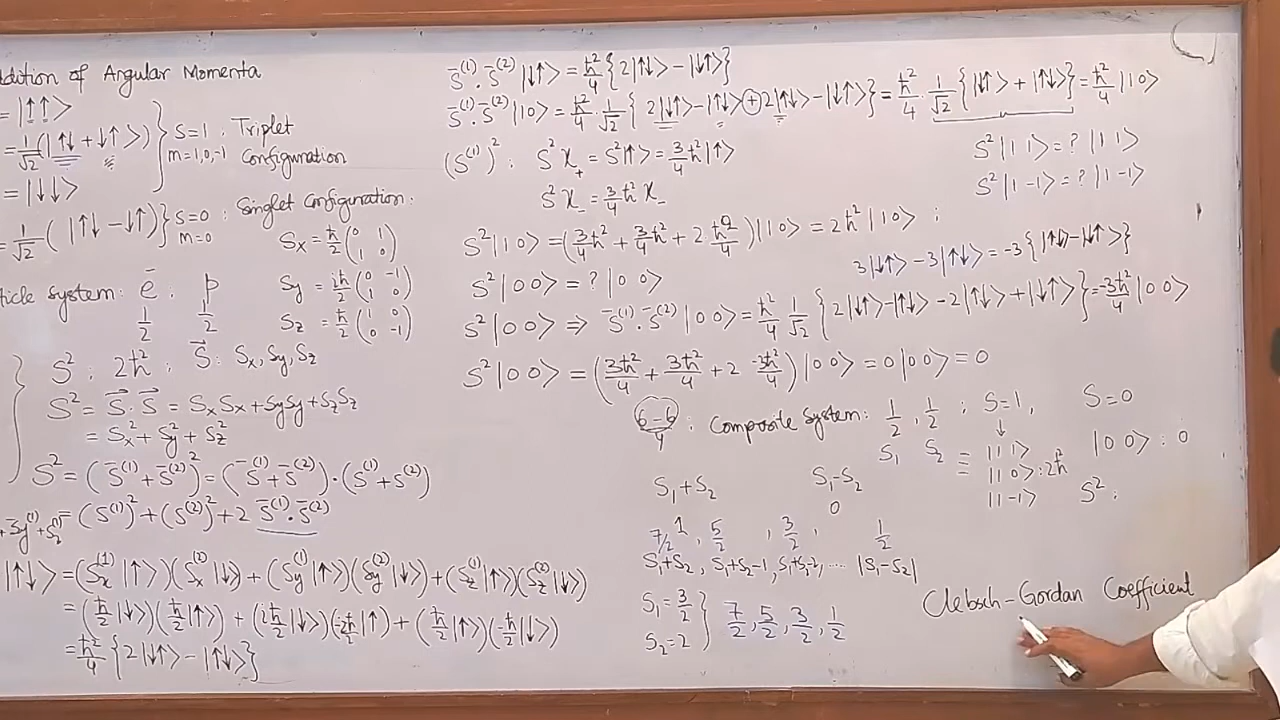 ddition of Angular Momenta
= |↑↑⟩
= 1/√2 (|↑↓ + ↓↑⟩)
= |↓↓⟩
} S=1 . Triplet
m=1,0,-1 Configuration
= 1/√2 ( |↑↓ - ↓↑⟩ } S=0 : Singlet Configuration.
m=0
Sx = ħ/2 (0 1; 1 0)
ticle System: ē : p Sy = iħ/2 (0 -1; 1 0)
1/2 1/2 Sz = ħ/2 (1 0; 0 -1)
S² : 2ħ² : S⃗ : Sx, Sy, Sz
S² = S⃗ · S⃗ = SxSx + SySy + SzSz
= Sx² + Sy² + Sz²
S² = (S̄⁽¹⁾ + S̄⁽²⁾)² = (S̄⁽¹⁾ + S̄⁽²⁾) · (S⁽¹⁾ + S⁽²⁾)
= (S⁽¹⁾)² + (S⁽²⁾)² + 2 S̄⁽¹⁾·S̄⁽²⁾
|↑↓⟩ = (Sx⁽¹⁾|↑⟩)(Sx⁽²⁾|↓⟩) + (Sy⁽¹⁾|↑⟩)(Sy⁽²⁾|↓⟩) + (Sz⁽¹⁾|↑⟩)(Sz⁽²⁾|↓⟩)
= (ħ/2|↓⟩)(ħ/2|↑⟩) + (iħ/2|↓⟩)(-iħ/2|↑⟩) + (ħ/2|↑⟩)(-ħ/2|↓⟩)
= ħ²/4 {2|↓↑⟩ - |↑↓⟩}
S̄⁽¹⁾·S̄⁽²⁾ |↓↑⟩ = ħ²/4 {2|↑↓⟩ - |↓↑⟩}
S̄⁽¹⁾·S̄⁽²⁾ |10⟩ = ħ²/4 · 1/√2 { 2|↓↑⟩ - |↑↓⟩ + 2|↑↓⟩ - |↓↑⟩ } = ħ²/4 · 1/√2 {|↓↑⟩ + |↑↓⟩} = ħ²/4 |10⟩
(S⁽¹⁾)² : S²χ₊ = S²|↑⟩ = 3/4 ħ² |↑⟩
S²|11⟩ = ? |11⟩
S²χ₋ = 3/4 ħ² χ₋
S²|1-1⟩ = ? |1-1⟩
S²|10⟩ = (3/4 ħ² + 3/4 ħ² + 2 ħ²/4)|10⟩ = 2ħ²|10⟩ ;
3|↓↑⟩ - 3|↑↓⟩ = -3{|↑↓⟩ - |↓↑⟩}
S²|00⟩ = ? |00⟩
S²|00⟩ ⇒ S̄⁽¹⁾·S̄⁽²⁾|00⟩ = ħ²/4 1/√2 {2|↓↑⟩ - |↑↓⟩ - 2|↑↓⟩ + |↓↑⟩} = -3ħ²/4 |00⟩
S²|00⟩ = (3ħ²/4 + 3ħ²/4 + 2 -3ħ²/4)|00⟩ = 0|00⟩ = 0
(6-6)/4 : Composite System: 1/2, 1/2 ; S=1, S=0
S₁ S₂ ↓
= |11⟩ |00⟩ : 0
= |10⟩ : 2ħ²
|1-1⟩ S² :
S₁+S₂ S₁-S₂
1 0
7/2, 5/2, 3/2, 1/2
S₁+S₂, S₁+S₂-1, S₁+S₂-2, ... |S₁-S₂|
S₁ = 3/2
S₂ = 2 } 7/2, 5/2, 3/2, 1/2
Clebsch-Gordan Coefficient